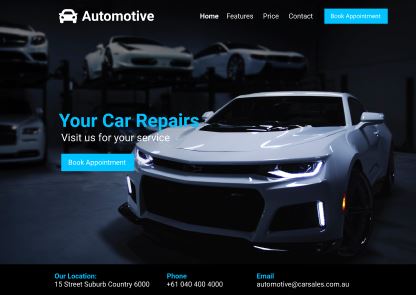 Automotive
Home Features Price Contact Book Appointment
Your Car Repairs
Visit us for your service
Book Appointment
Our Location: Phone Email
15 Street Suburb Country 6000 +61 040 400 4000 automotive@carsales.com.au